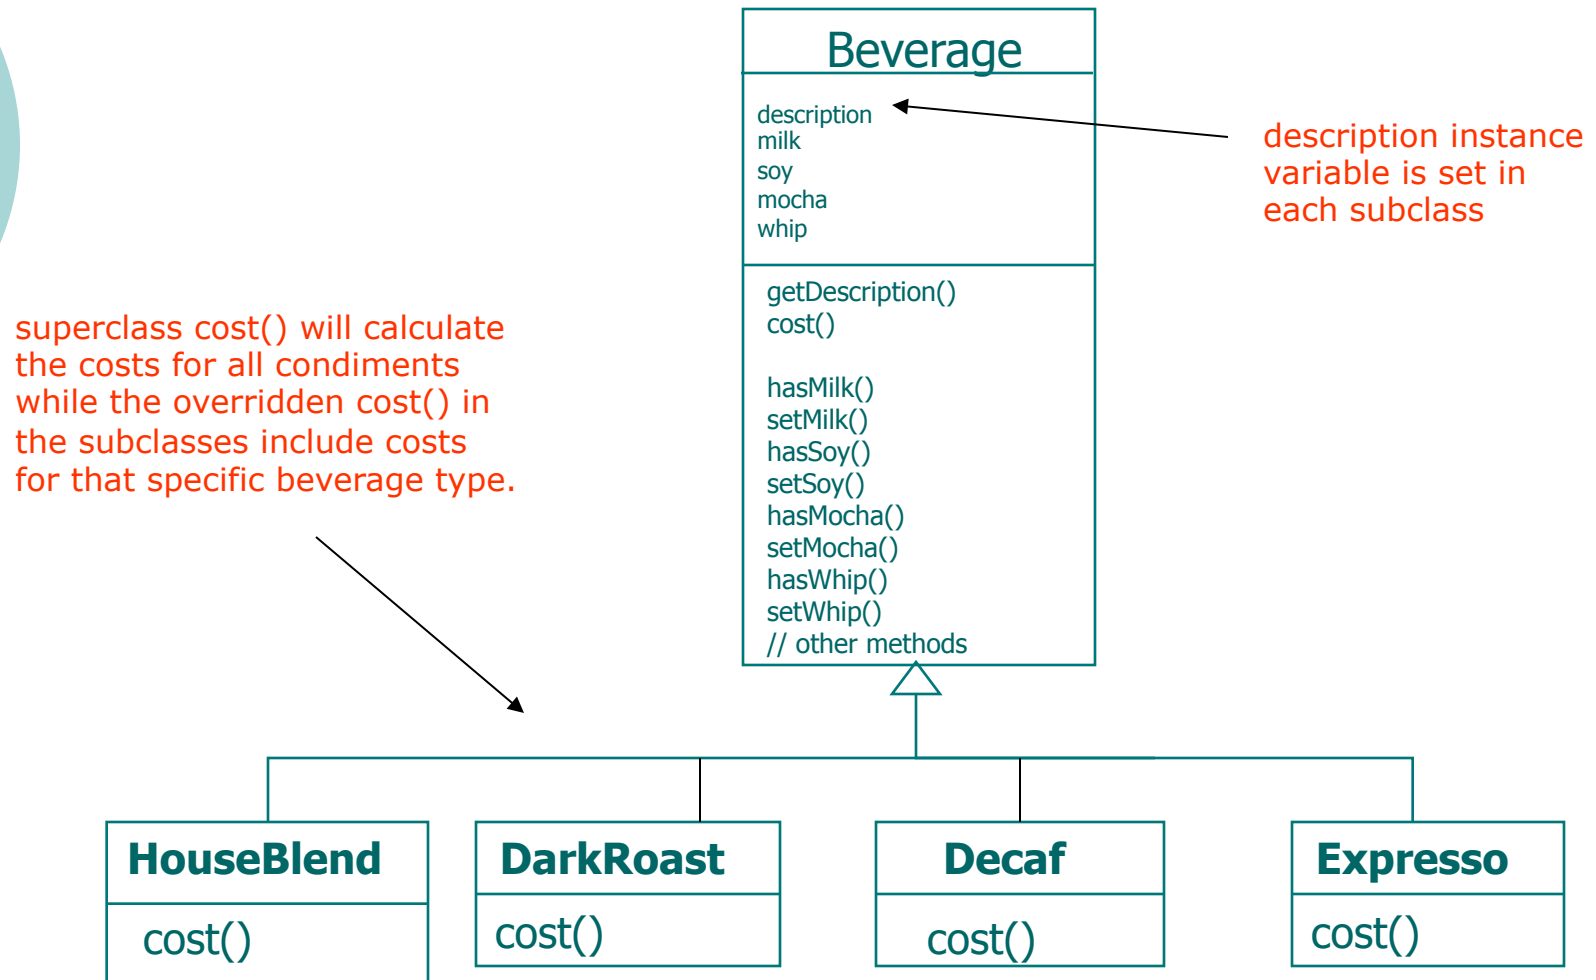 Beverage
description
milk
soy
mocha
whip
getDescription()
cost()
hasMilk()
setMilk()
hasSoy()
setSoy()
hasMocha()
setMocha()
hasWhip()
setWhip()
// other methods
description instance
variable is set in
each subclass
superclass cost() will calculate
the costs for all condiments
while the overridden cost() in
the subclasses include costs
for that specific beverage type.
HouseBlend
cost()
DarkRoast
cost()
Decaf
cost()
Expresso
cost()